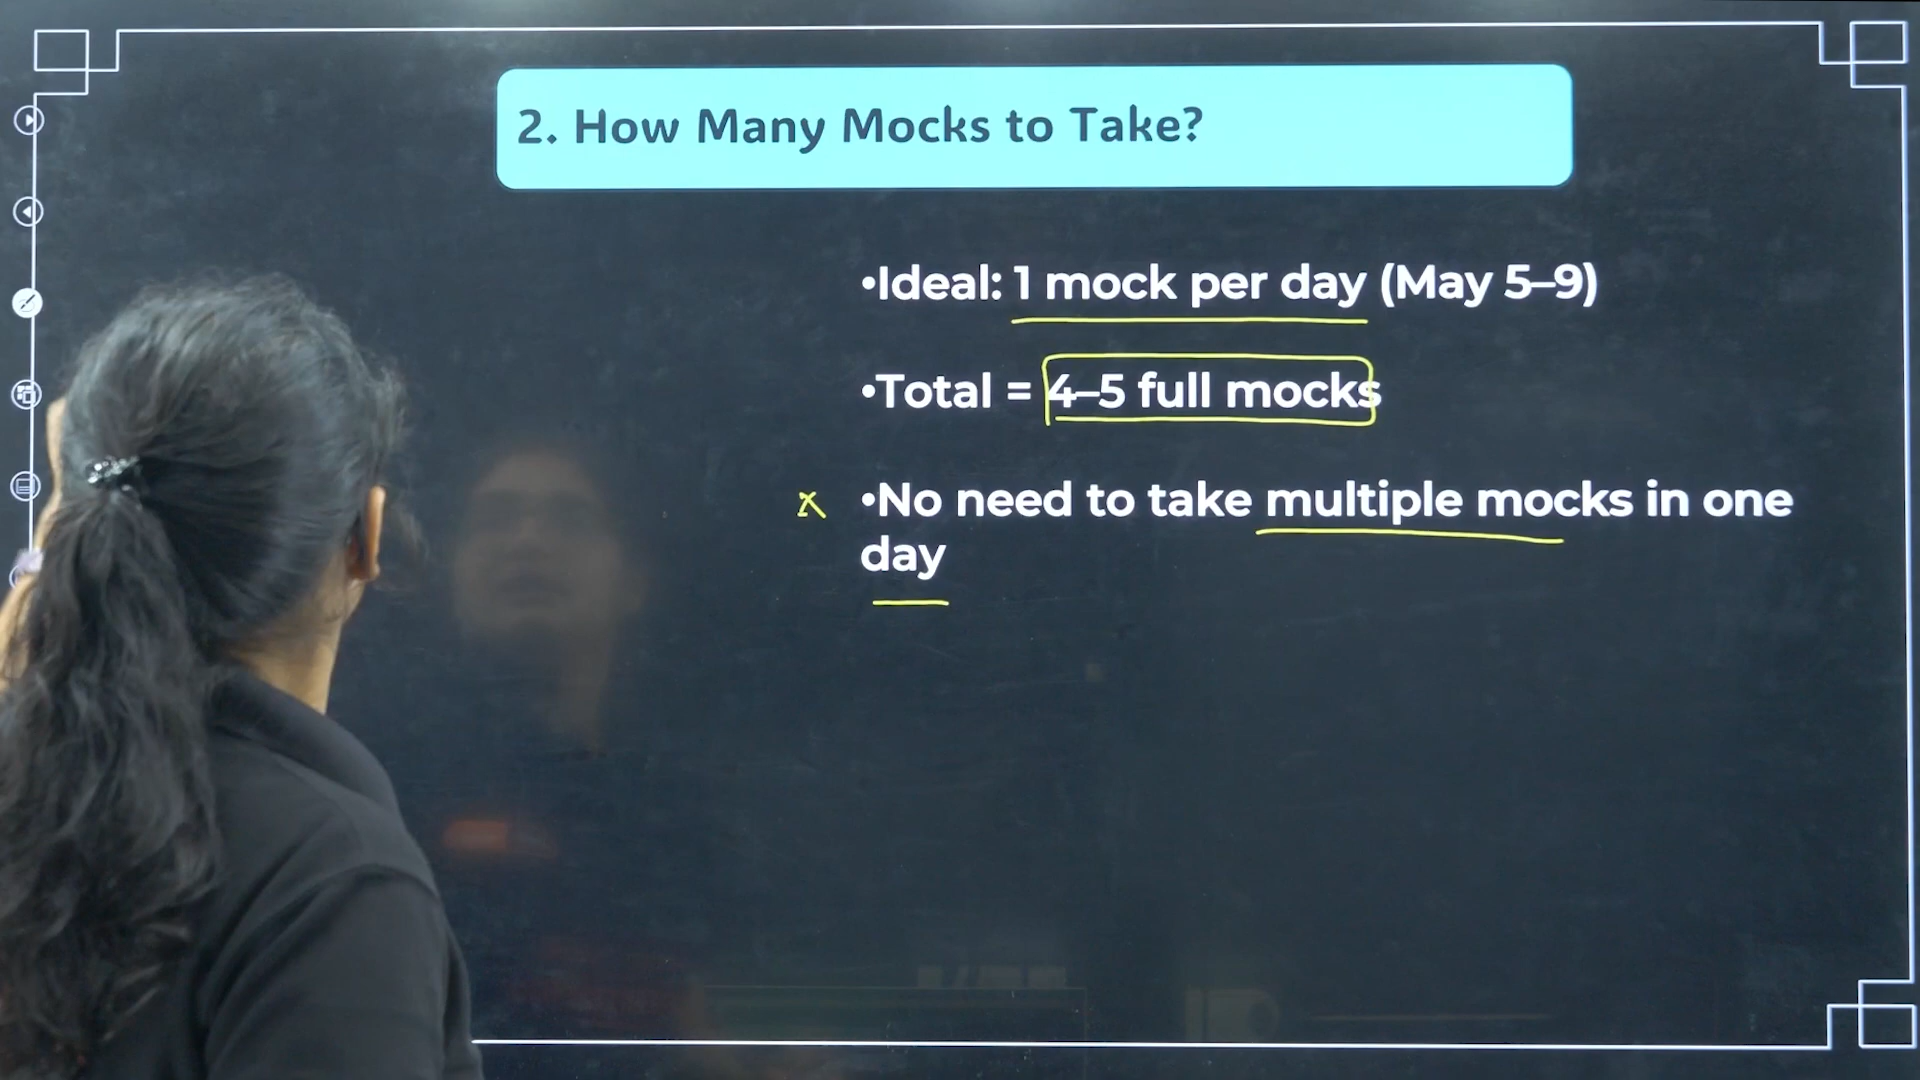 2. How Many Mocks to Take?
•Ideal: 1 mock per day (May 5–9)
•Total = 4–5 full mocks
x •No need to take multiple mocks in one
day